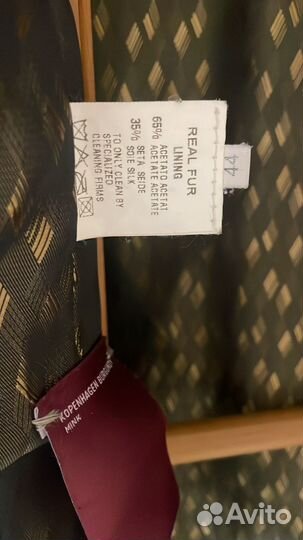 REAL FUR
LINING
65% ACETATO ACETAT
ACETATE ACETATE
35% SETA SEIDE
SOIE SILK
TO ONLY CLEAN BY
SPECIALIZED
CLEANING FIRMS
44
KOPENHAGEN BURGUND
MINK
Avito